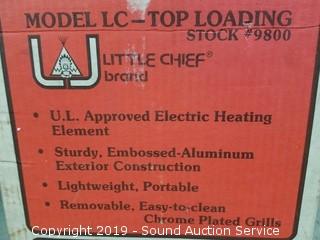 MODEL LC-TOP LOADING
STOCK #9800
LITTLE CHIEF®
brand
• U.L. Approved Electric Heating
Element
• Sturdy, Embossed-Aluminum
Exterior Construction
• Lightweight, Portable
• Removable, Easy-to-clean
Chrome Plated Grills
Copyright 2019 - Sound Auction Service